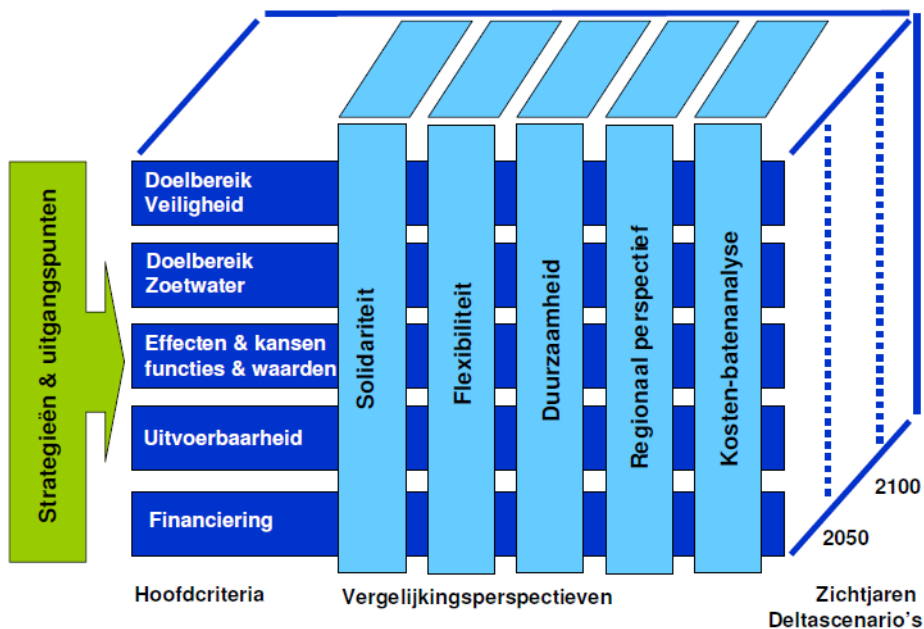 Strategieën & uitgangspunten
Doelbereik
Veiligheid
Doelbereik
Zoetwater
Effecten & kansen
functies & waarden
Uitvoerbaarheid
Financiering
Solidariteit
Flexibiliteit
Duurzaamheid
Regionaal perspectief
Kosten-batenanalyse
2100
2050
Hoofdcriteria
Vergelijkingsperspectieven
Zichtjaren
Deltascenario's